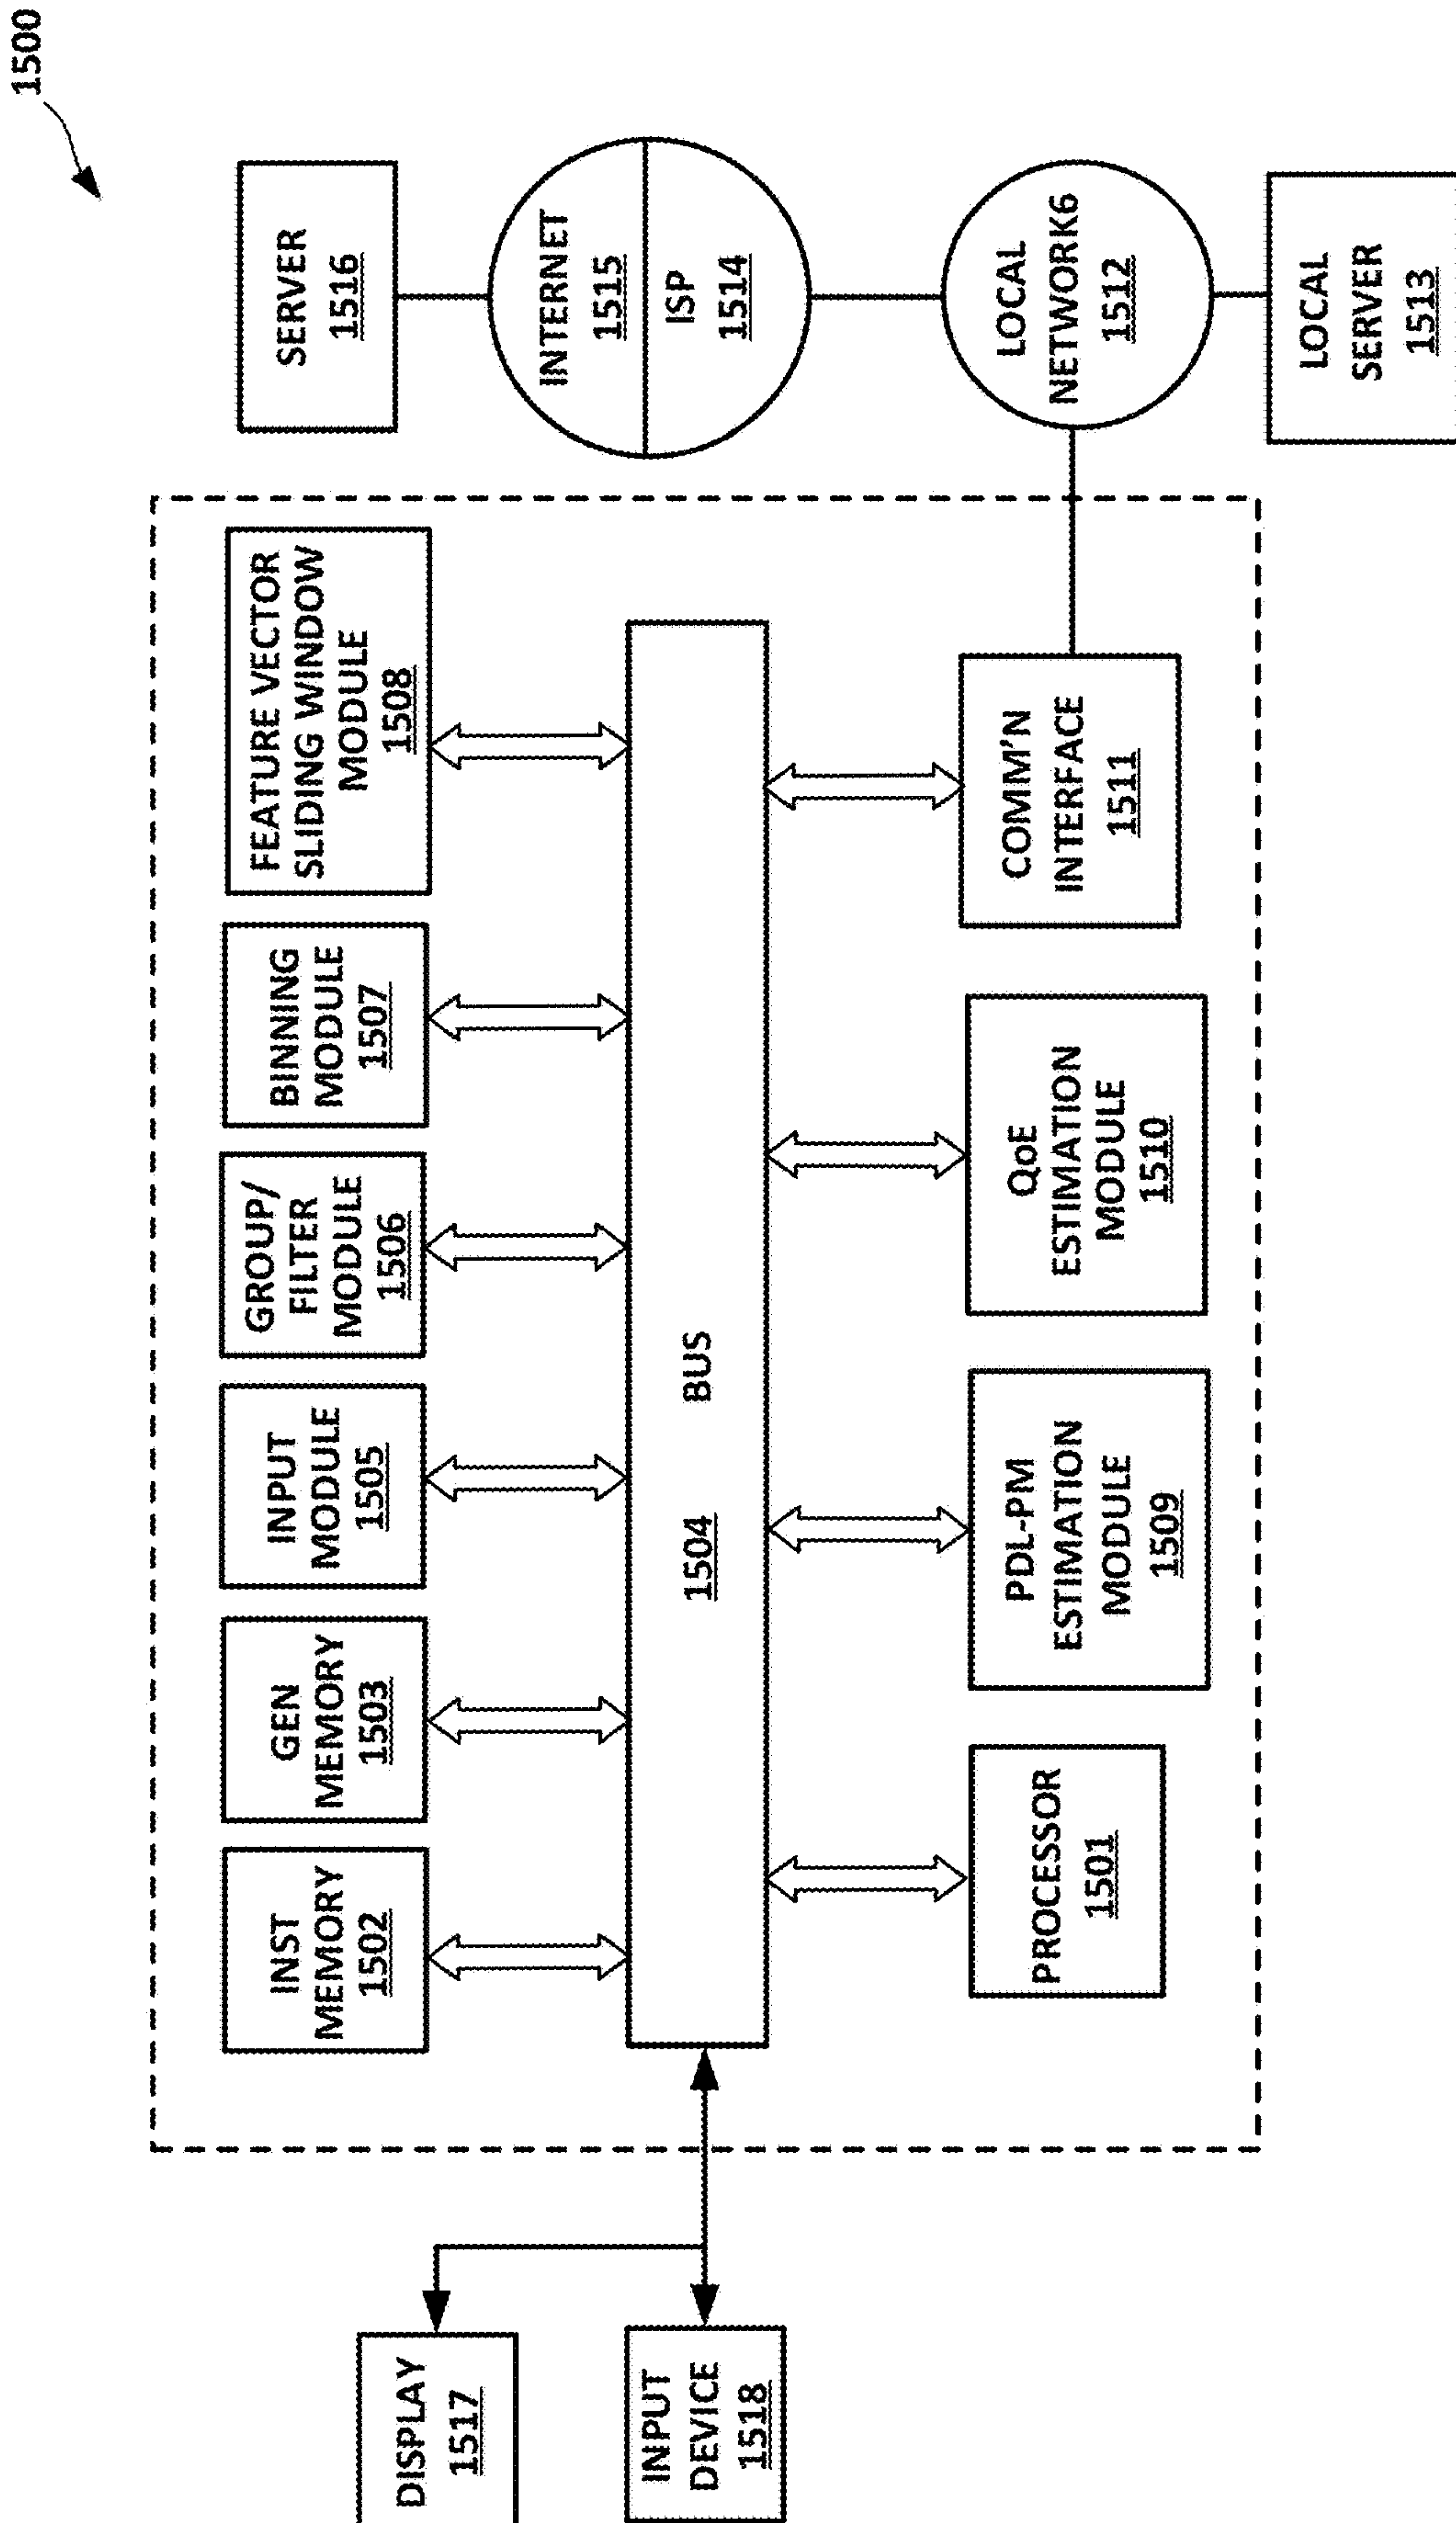 1500
INST
MEMORY
1502
GEN
MEMORY
1503
INPUT
MODULE
1505
GROUP/
FILTER
MODULE
1506
BINNING
MODULE
1507
FEATURE VECTOR
SLIDING WINDOW
MODULE
1508
SERVER
1516
DISPLAY
1517
INPUT
DEVICE
1518
1504 BUS
INTERNET
1515
ISP
1514
PROCESSOR
1501
PDL-PM
ESTIMATION
MODULE
1509
QoE
ESTIMATION
MODULE
1510
COMM'N
INTERFACE
1511
LOCAL
NETWORK6
1512
LOCAL
SERVER
1513